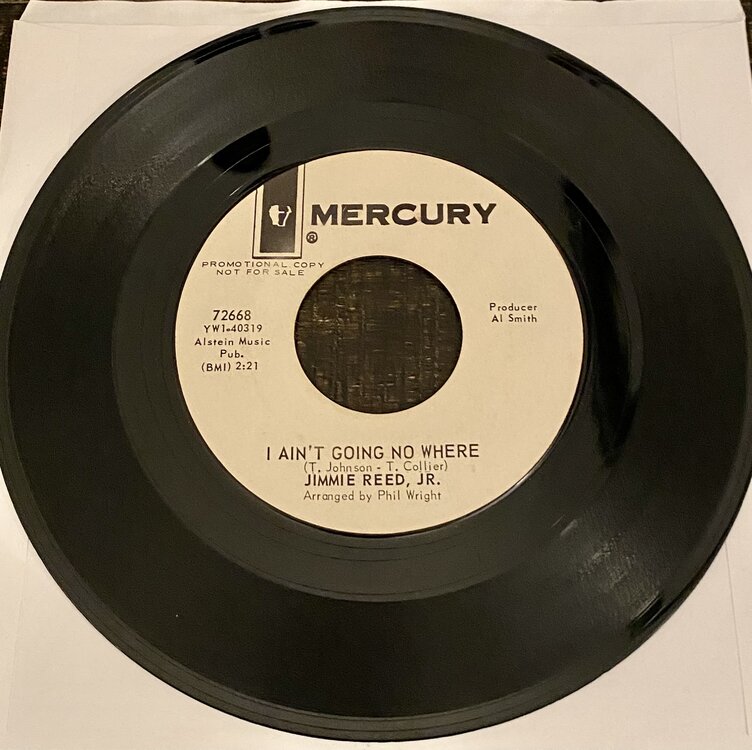 MERCURY
®
PROMOTIONAL COPY
NOT FOR SALE
72668
YW1-40319
Alstein Music
Pub.
(BMI) 2:21
Producer
Al Smith
I AIN'T GOING NO WHERE
(T. Johnson - T. Collier)
JIMMIE REED, JR.
Arranged by Phil Wright